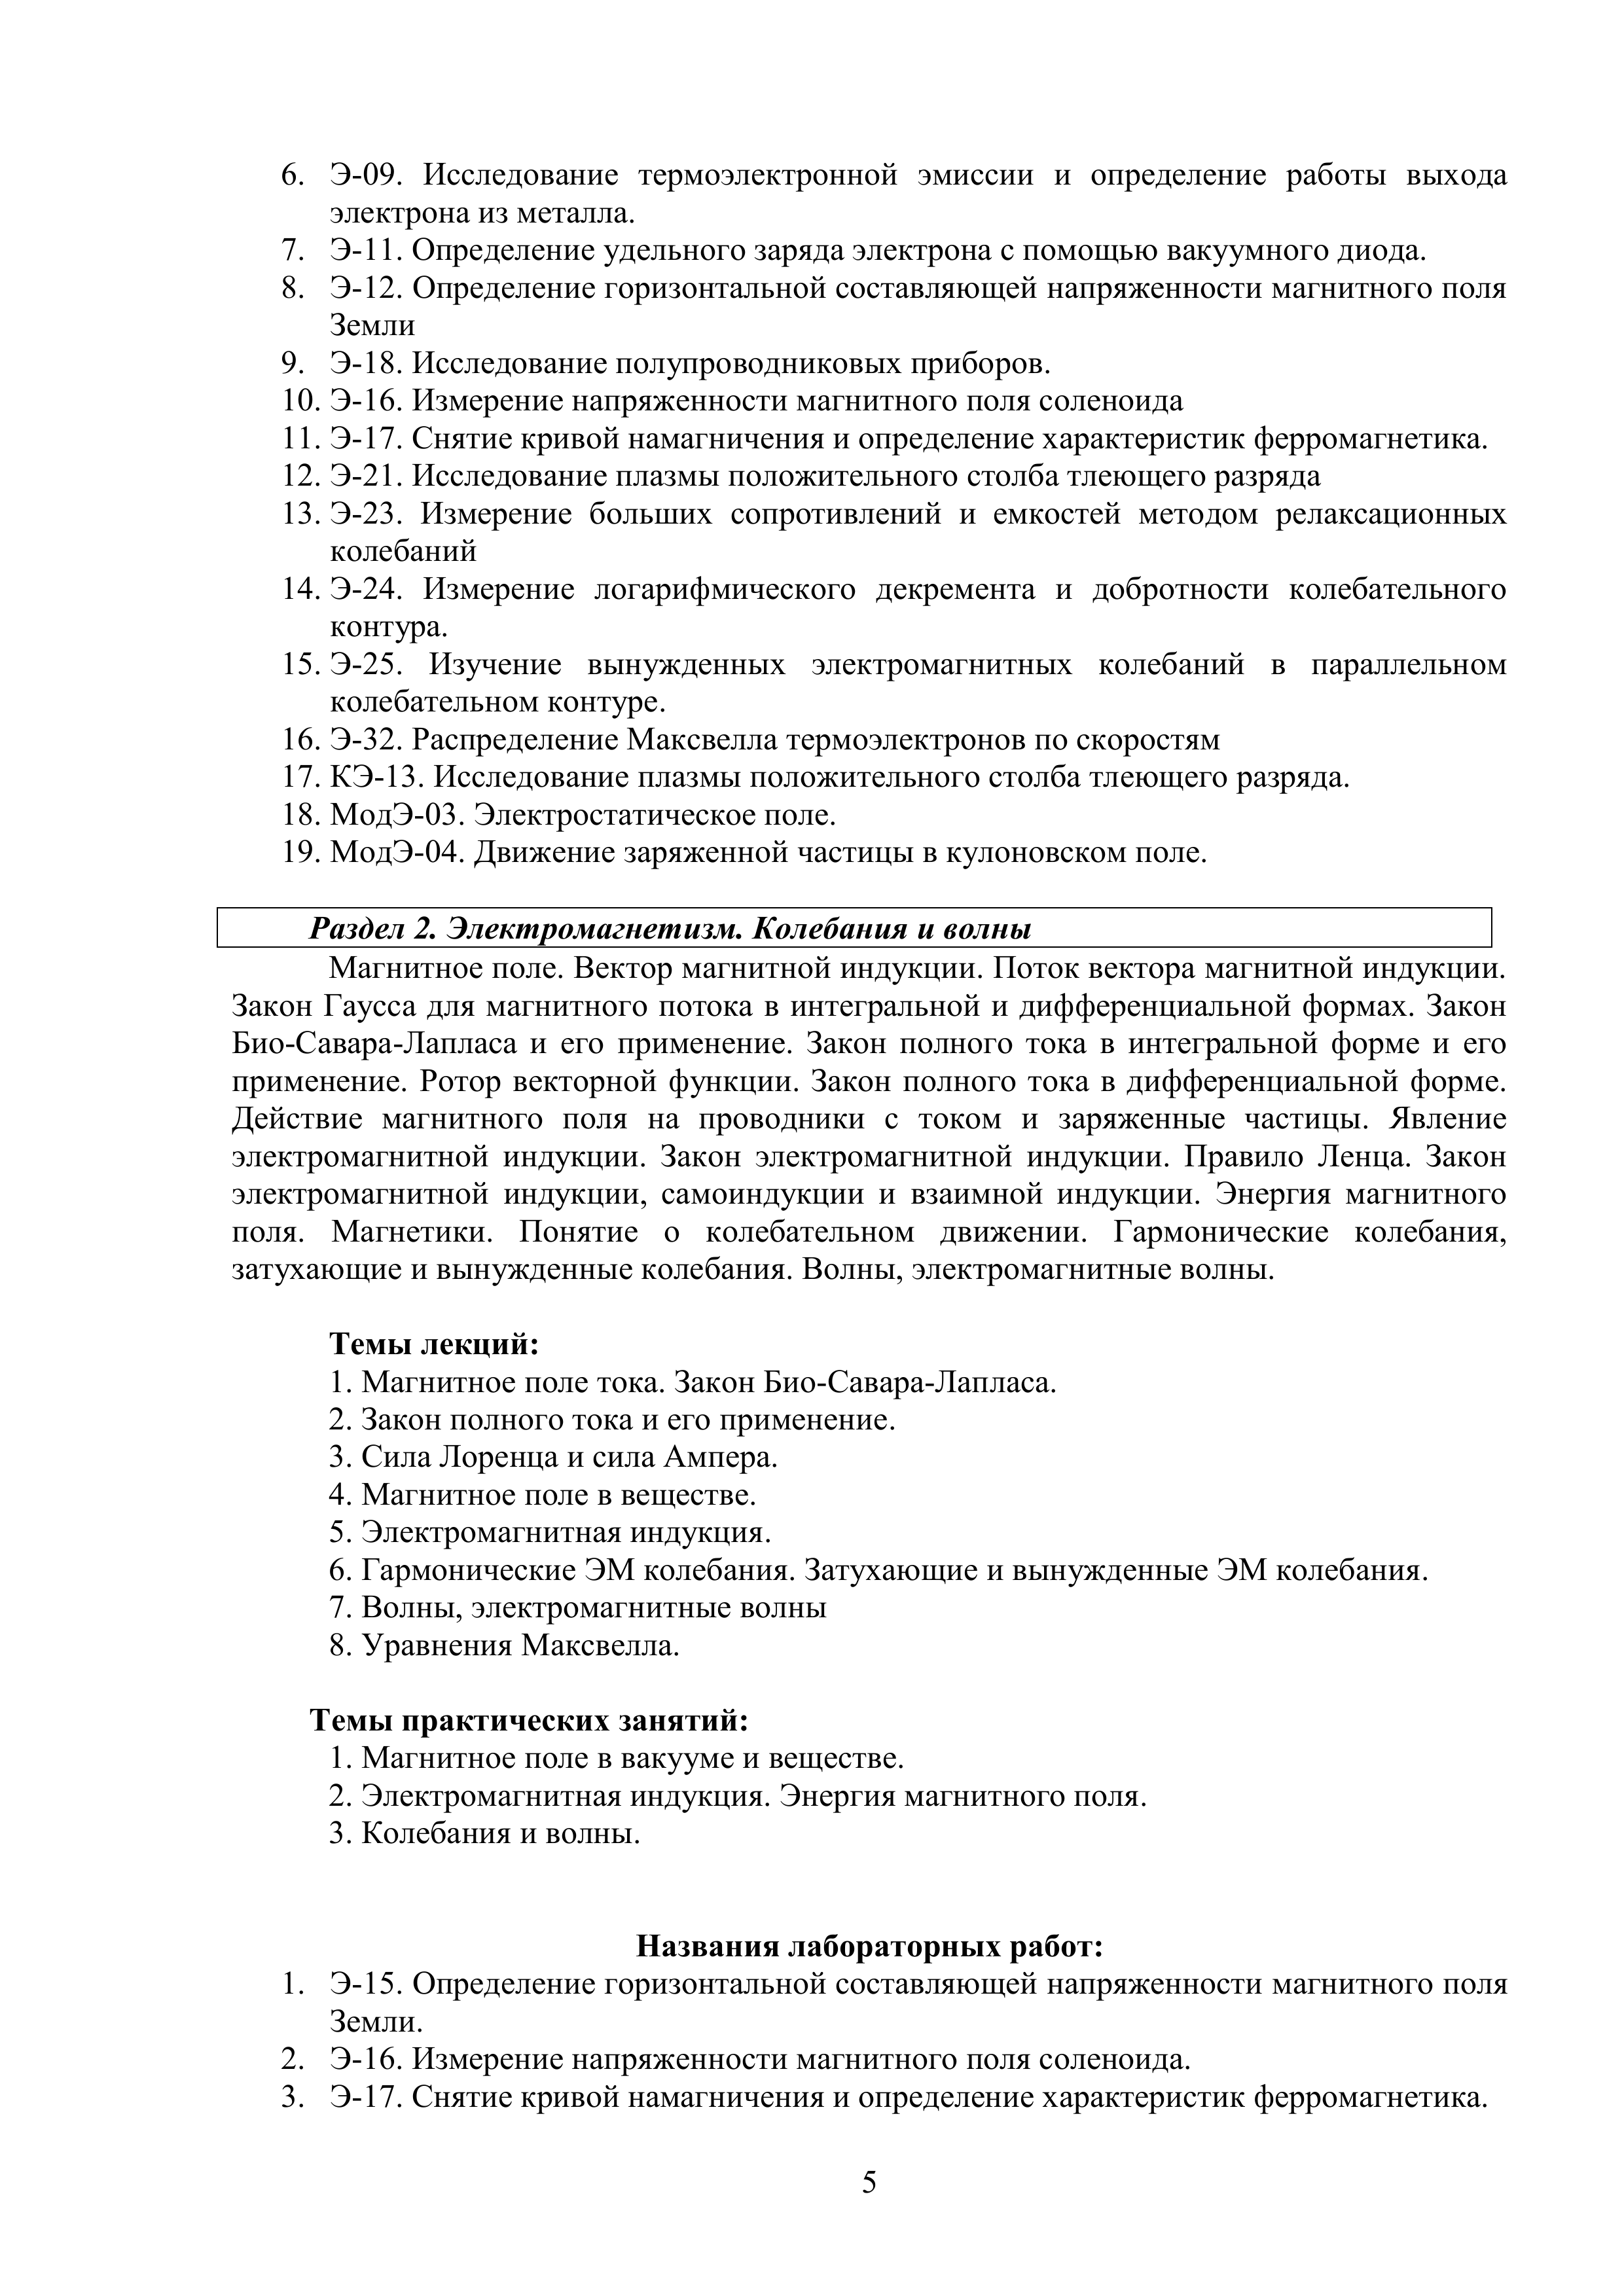 6. Э-09. Исследование термоэлектронной эмиссии и определение работы выхода
электрона из металла.
7. Э-11. Определение удельного заряда электрона с помощью вакуумного диода.
8. Э-12. Определение горизонтальной составляющей напряженности магнитного поля
Земли
9. Э-18. Исследование полупроводниковых приборов.
10. Э-16. Измерение напряженности магнитного поля соленоида
11. Э-17. Снятие кривой намагничения и определение характеристик ферромагнетика.
12. Э-21. Исследование плазмы положительного столба тлеющего разряда
13. Э-23. Измерение больших сопротивлений и емкостей методом релаксационных
колебаний
14. Э-24. Измерение логарифмического декремента и добротности колебательного
контура.
15. Э-25. Изучение вынужденных электромагнитных колебаний в параллельном
колебательном контуре.
16. Э-32. Распределение Максвелла термоэлектронов по скоростям
17. КЭ-13. Исследование плазмы положительного столба тлеющего разряда.
18. МодЭ-03. Электростатическое поле.
19. МодЭ-04. Движение заряженной частицы в кулоновском поле.
Раздел 2. Электромагнетизм. Колебания и волны
Магнитное поле. Вектор магнитной индукции. Поток вектора магнитной индукции.
Закон Гаусса для магнитного потока в интегральной и дифференциальной формах. Закон
Био-Савара-Лапласа и его применение. Закон полного тока в интегральной форме и его
применение. Ротор векторной функции. Закон полного тока в дифференциальной форме.
Действие магнитного поля на проводники с током и заряженные частицы. Явление
электромагнитной индукции. Закон электромагнитной индукции. Правило Ленца. Закон
электромагнитной индукции, самоиндукции и взаимной индукции. Энергия магнитного
поля. Магнетики. Понятие о колебательном движении. Гармонические колебания,
затухающие и вынужденные колебания. Волны, электромагнитные волны.
Темы лекций:
1. Магнитное поле тока. Закон Био-Савара-Лапласа.
2. Закон полного тока и его применение.
3. Сила Лоренца и сила Ампера.
4. Магнитное поле в веществе.
5. Электромагнитная индукция.
6. Гармонические ЭМ колебания. Затухающие и вынужденные ЭМ колебания.
7. Волны, электромагнитные волны
8. Уравнения Максвелла.
Темы практических занятий:
1. Магнитное поле в вакууме и веществе.
2. Электромагнитная индукция. Энергия магнитного поля.
3. Колебания и волны.
Названия лабораторных работ:
1. Э-15. Определение горизонтальной составляющей напряженности магнитного поля
Земли.
2. Э-16. Измерение напряженности магнитного поля соленоида.
3. Э-17. Снятие кривой намагничения и определение характеристик ферромагнетика.
5